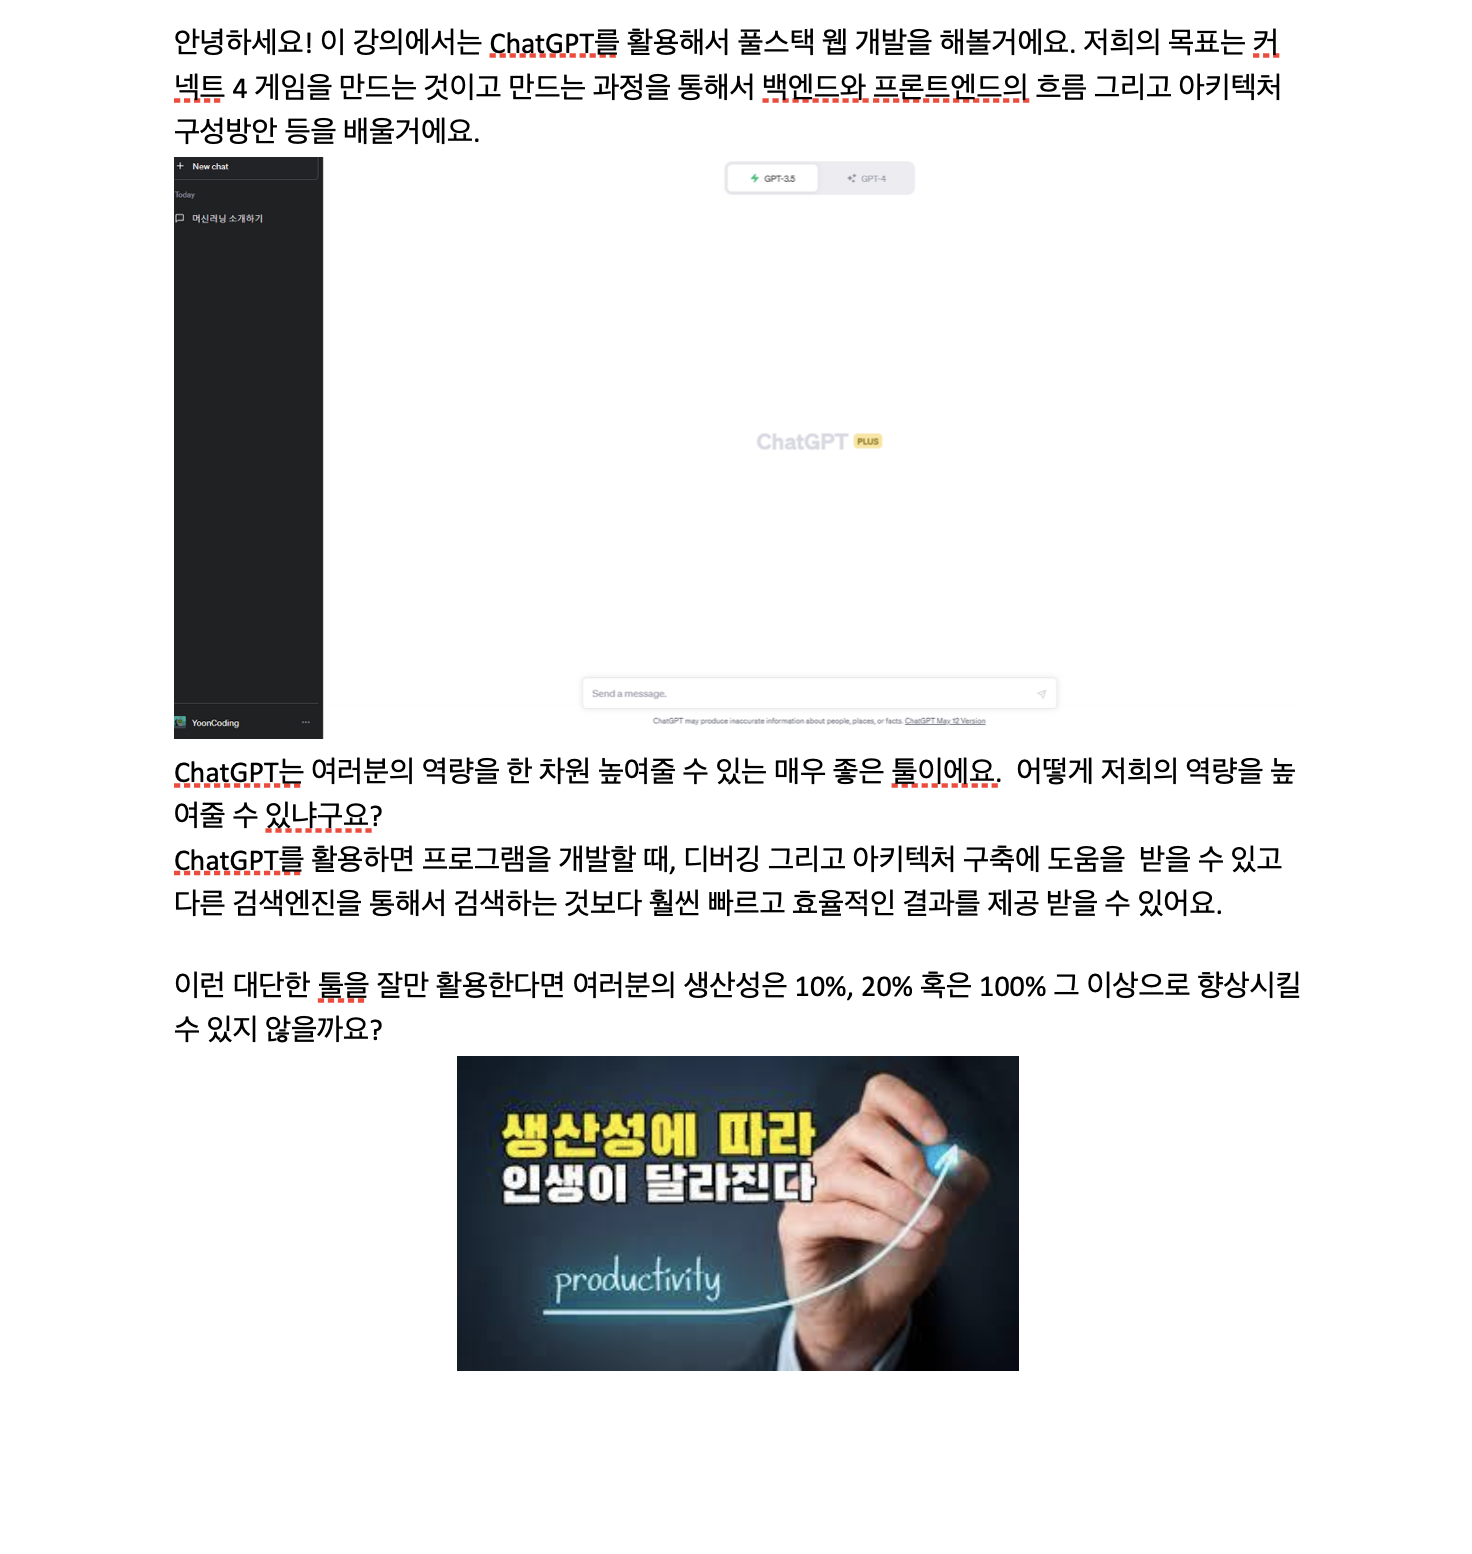 안녕하세요! 이 강의에서는 ChatGPT를 활용해서 풀스택 웹 개발을 해볼거에요. 저희의 목표는 커
넥트 4 게임을 만드는 것이고 만드는 과정을 통해서 백엔드와 프론트엔드의 흐름 그리고 아키텍처
구성방안 등을 배울거에요.
+ New chat
GPT-3.5 GPT-4
Today
머신러닝 소개하기
ChatGPT PLUS
Send a message.
ChatGPT may produce inaccurate information about people, places, or facts. ChatGPT May 12 Version
YoonCoding ...
ChatGPT는 여러분의 역량을 한 차원 높여줄 수 있는 매우 좋은 툴이에요.  어떻게 저희의 역량을 높
여줄 수 있냐구요?
ChatGPT를 활용하면 프로그램을 개발할 때, 디버깅 그리고 아키텍처 구축에 도움을  받을 수 있고
다른 검색엔진을 통해서 검색하는 것보다 훨씬 빠르고 효율적인 결과를 제공 받을 수 있어요.
이런 대단한 툴을 잘만 활용한다면 여러분의 생산성은 10%, 20% 혹은 100% 그 이상으로 향상시킬
수 있지 않을까요?
생산성에 따라
인생이 달라진다
productivity